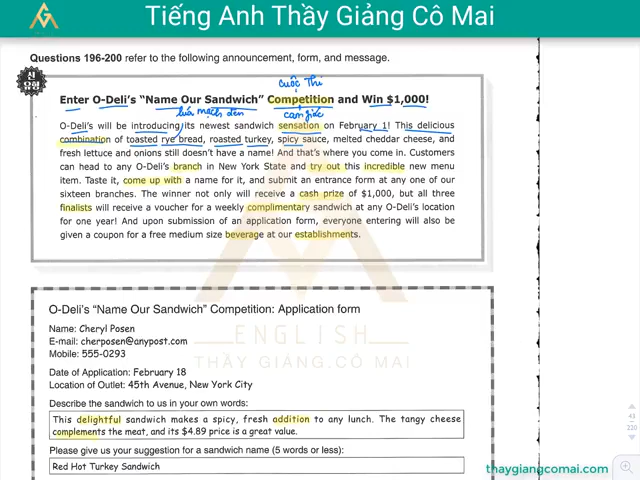 Tiếng Anh Thầy Giảng Cô Mai
Questions 196-200 refer to the following announcement, form, and message.
cuộc thi
Enter O-Deli's "Name Our Sandwich" Competition and Win $1,000!
lúa mạch đen
cảm giác
O-Deli's will be introducing its newest sandwich sensation on February 1! This delicious
combination of toasted rye bread, roasted turkey, spicy sauce, melted cheddar cheese, and
fresh lettuce and onions still doesn't have a name! And that's where you come in. Customers
can head to any O-Deli's branch in New York State and try out this incredible new menu
item. Taste it, come up with a name for it, and submit an entrance form at any one of our
sixteen branches. The winner not only will receive a cash prize of $1,000, but all three
finalists will receive a voucher for a weekly complimentary sandwich at any O-Deli's location
for one year! And upon submission of an application form, everyone entering will also be
given a coupon for a free medium size beverage at our establishments.
O-Deli's "Name Our Sandwich" Competition: Application form
Name: Cheryl Posen
E-mail: cherposen@anypost.com
Mobile: 555-0293
ENGLISH
THẦY GIẢNG.CÔ MAI
Date of Application: February 18
Location of Outlet: 45th Avenue, New York City
Describe the sandwich to us in your own words:
This delightful sandwich makes a spicy, fresh addition to any lunch. The tangy cheese
complements the meat, and its $4.89 price is a great value.
Please give us your suggestion for a sandwich name (5 words or less):
Red Hot Turkey Sandwich
43
220
thaygiangcomai.com